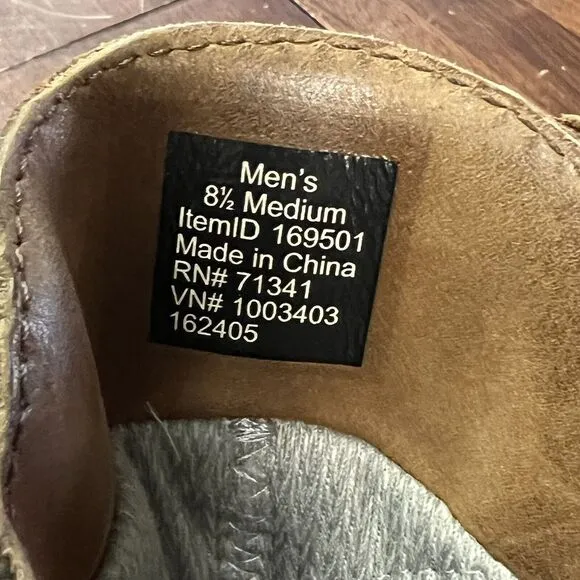 Men's
8½ Medium
ItemID 169501
Made in China
RN# 71341
VN# 1003403
162405